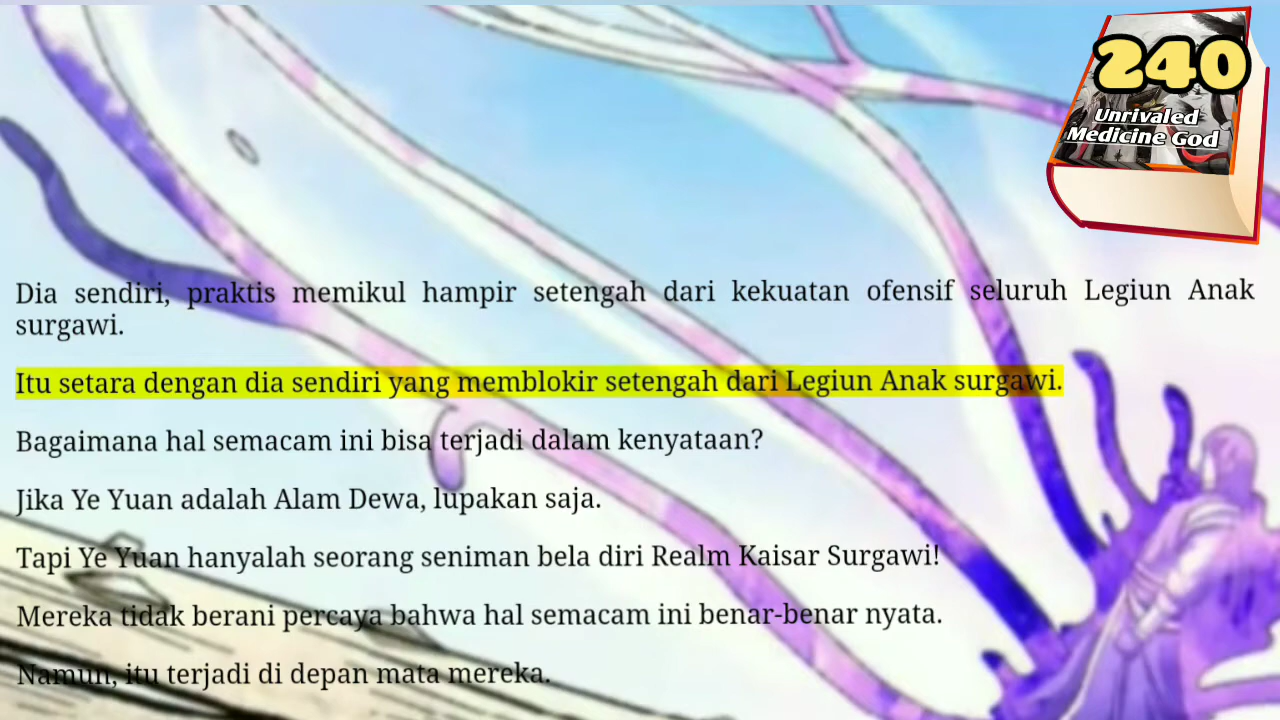 240
Unrivaled
Medicine God
Dia sendiri, praktis memikul hampir setengah dari kekuatan ofensif seluruh Legiun Anak
surgawi.
Itu setara dengan dia sendiri yang memblokir setengah dari Legiun Anak surgawi.
Bagaimana hal semacam ini bisa terjadi dalam kenyataan?
Jika Ye Yuan adalah Alam Dewa, lupakan saja.
Tapi Ye Yuan hanyalah seorang seniman bela diri Realm Kaisar Surgawi!
Mereka tidak berani percaya bahwa hal semacam ini benar-benar nyata.
Namun, itu terjadi di depan mata mereka.